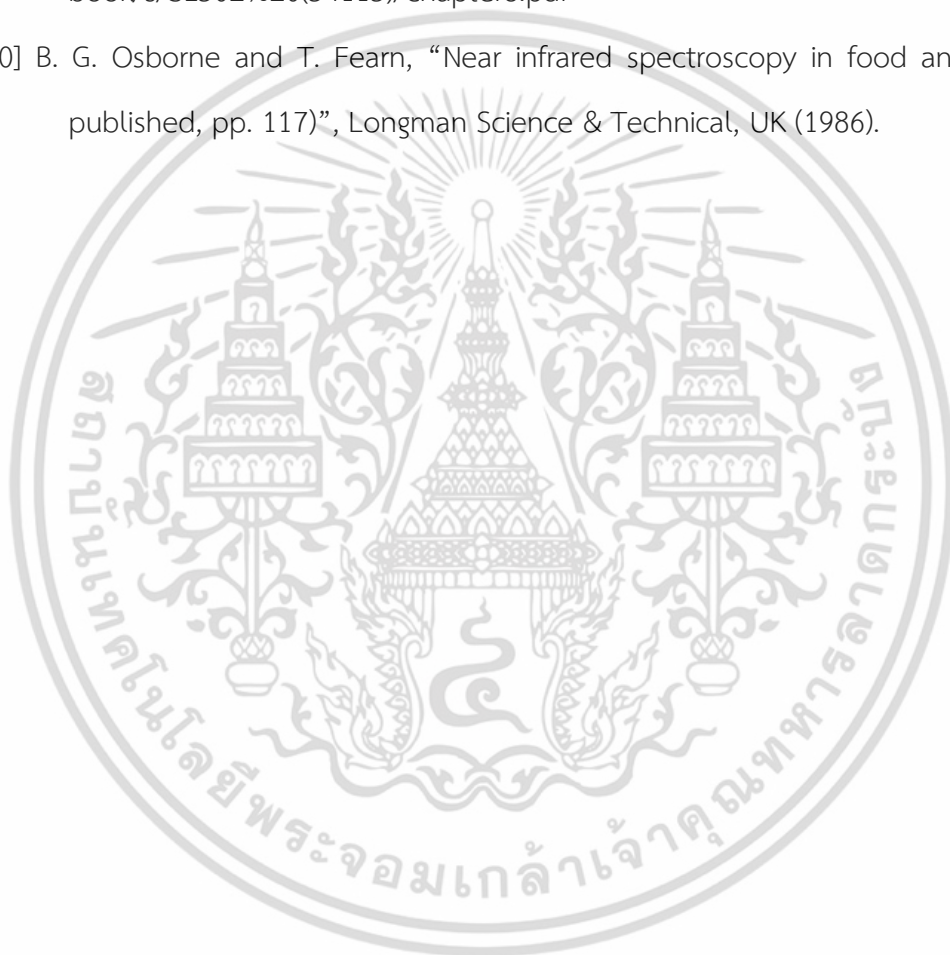 0] B. G. Osborne and T. Fearn, “Near infrared spectroscopy in food an
published, pp. 117)”, Longman Science & Technical, UK (1986).
สถาบันเทคโนโลยีพระจอมเกล้าเจ้าคุณทหารลาดกระบัง
๔